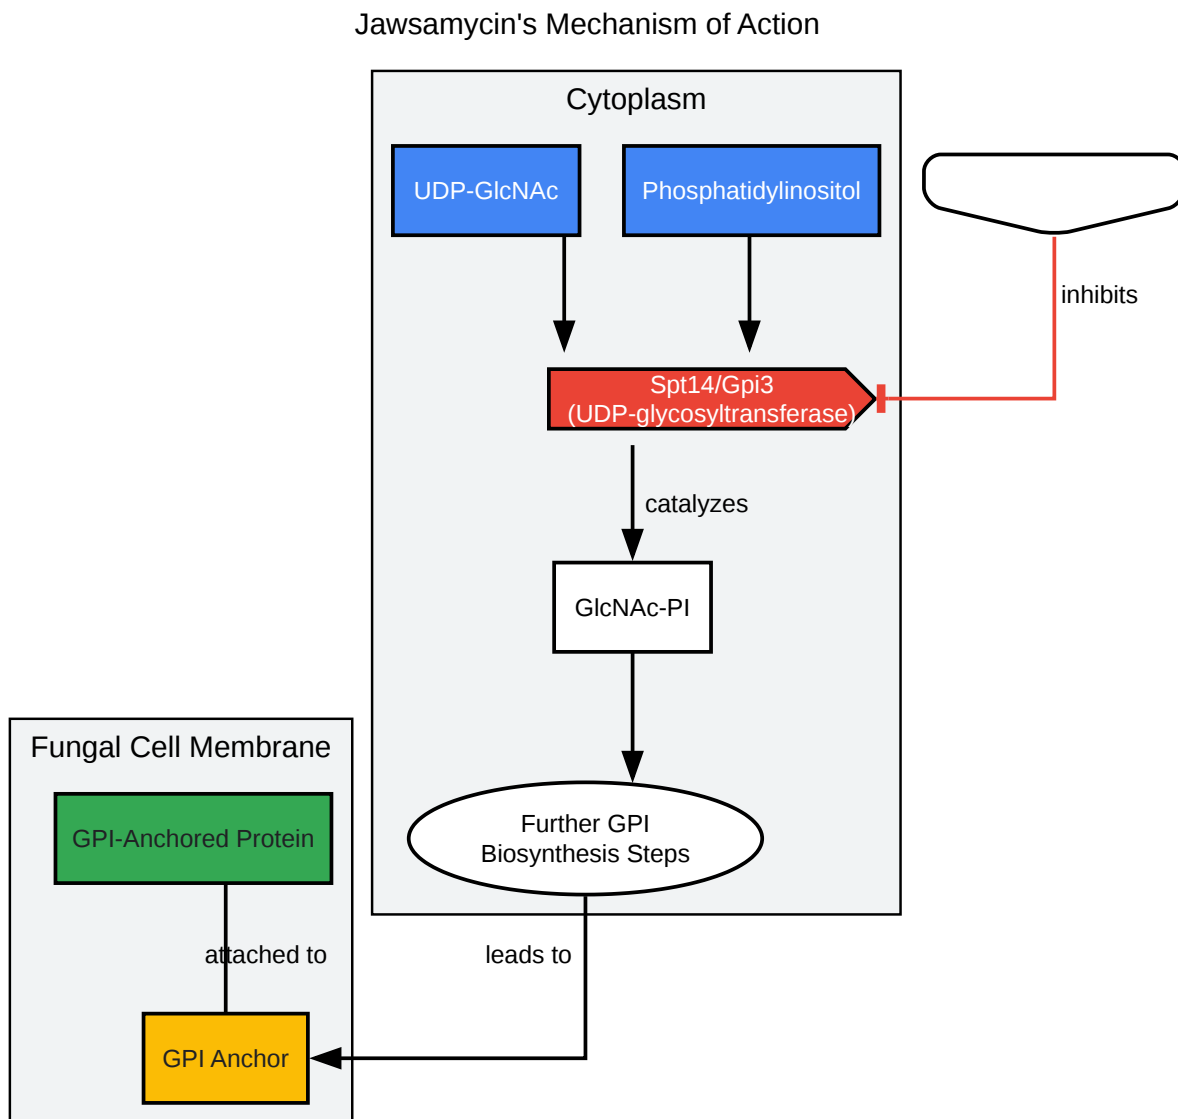 Jawsamycin's Mechanism of Action
Cytoplasm
UDP-GlcNAc
Phosphatidylinositol
inhibits
Spt14/Gpi3
(UDP-glycosyltransferase)
catalyzes
GlcNAc-PI
Further GPI
Biosynthesis Steps
leads to
Fungal Cell Membrane
GPI-Anchored Protein
attached to
GPI Anchor